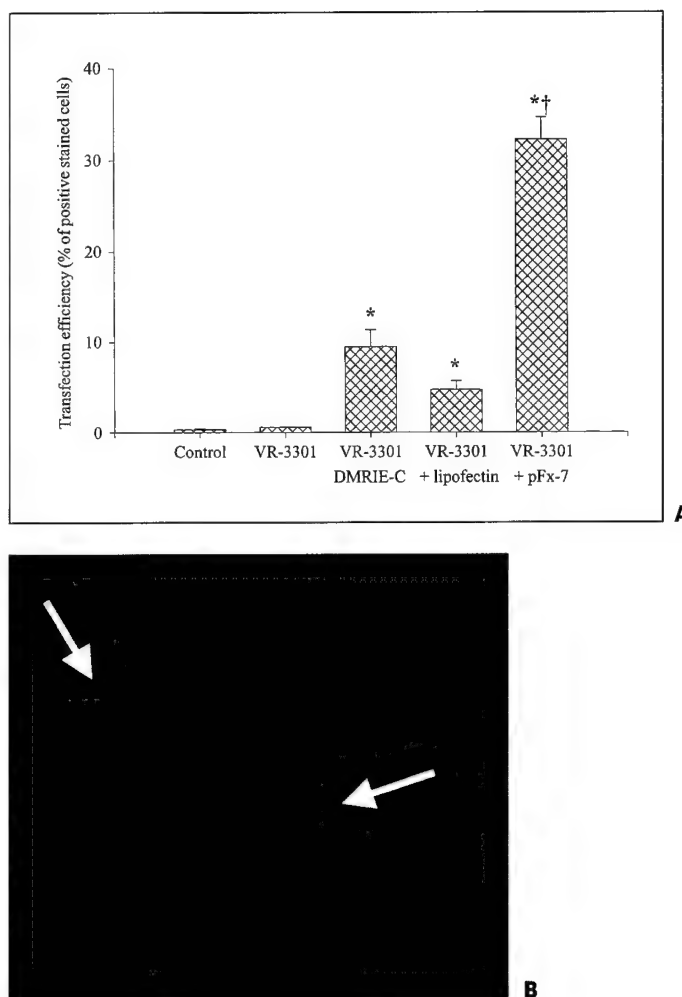 Transfection efficiency (% of positive stained cells)
40
30
20
10
0
*
*
*†
Control
VR-3301
VR-3301
DMRIE-C
VR-3301
+ lipofectin
VR-3301
+ pFx-7
A
B